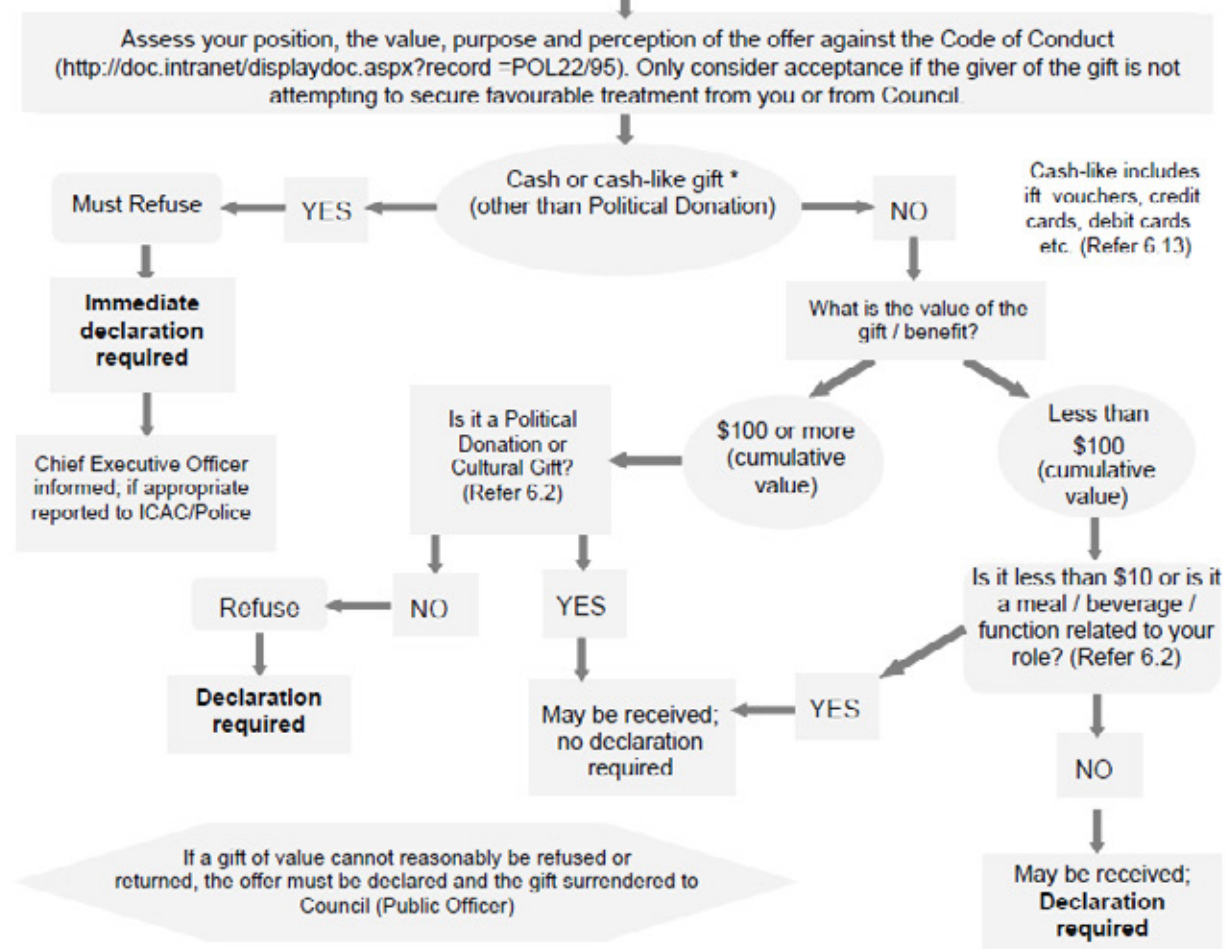 Assess your position, the value, purpose and perception of the offer against the Code of Conduct
(http://doc.intranet/displaydoc.aspx?record =POL22/95). Only consider acceptance if the giver of the gift is not
attempting to secure favourable treatment from you or from Council.
Cash or cash-like gift *
(other than Political Donation)
YES
Must Refuse
NO
Cash-like includes
ift vouchers, credit
cards, debit cards
etc. (Refer 6.13)
Immediate
declaration
required
What is the value of the
gift / benefit?
Chief Executive Officer
informed; if appropriate
reported to ICAC/Police
Is it a Political
Donation or
Cultural Gift?
(Refer 6.2)
$100 or more
(cumulative
value)
Less than
$100
(cumulative
value)
Refuse
NO
YES
Is it less than $10 or is it
a meal / beverage /
function related to your
role? (Refer 6.2)
Declaration
required
May be received;
no declaration
required
YES
NO
If a gift of value cannot reasonably be refused or
returned, the offer must be declared and the gift surrendered to
Council (Public Officer)
May be received;
Declaration
required